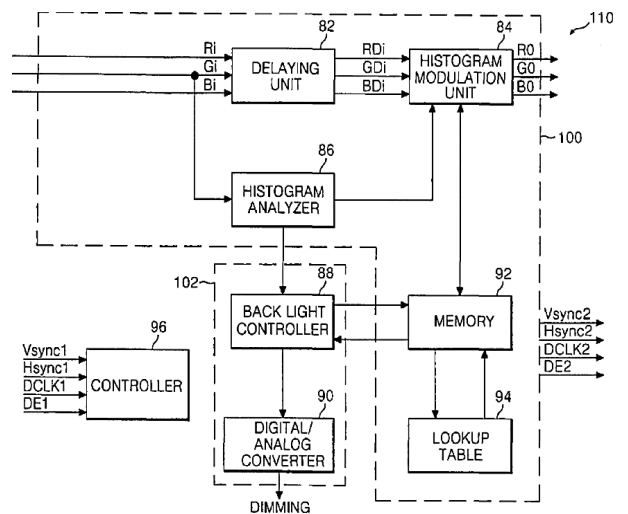 110
82
84
Ri
Gi
Bi
DELAYING
UNIT
RDi
GDi
BDi
HISTOGRAM
MODULATION
UNIT
R0
G0
B0
100
86
HISTOGRAM
ANALYZER
102
88
BACK LIGHT
CONTROLLER
92
MEMORY
Vsync2
Hsync2
DCLK2
DE2
96
Vsync1
Hsync1
DCLK1
DE1
CONTROLLER
90
DIGITAL/
ANALOG
CONVERTER
94
LOOKUP
TABLE
DIMMING